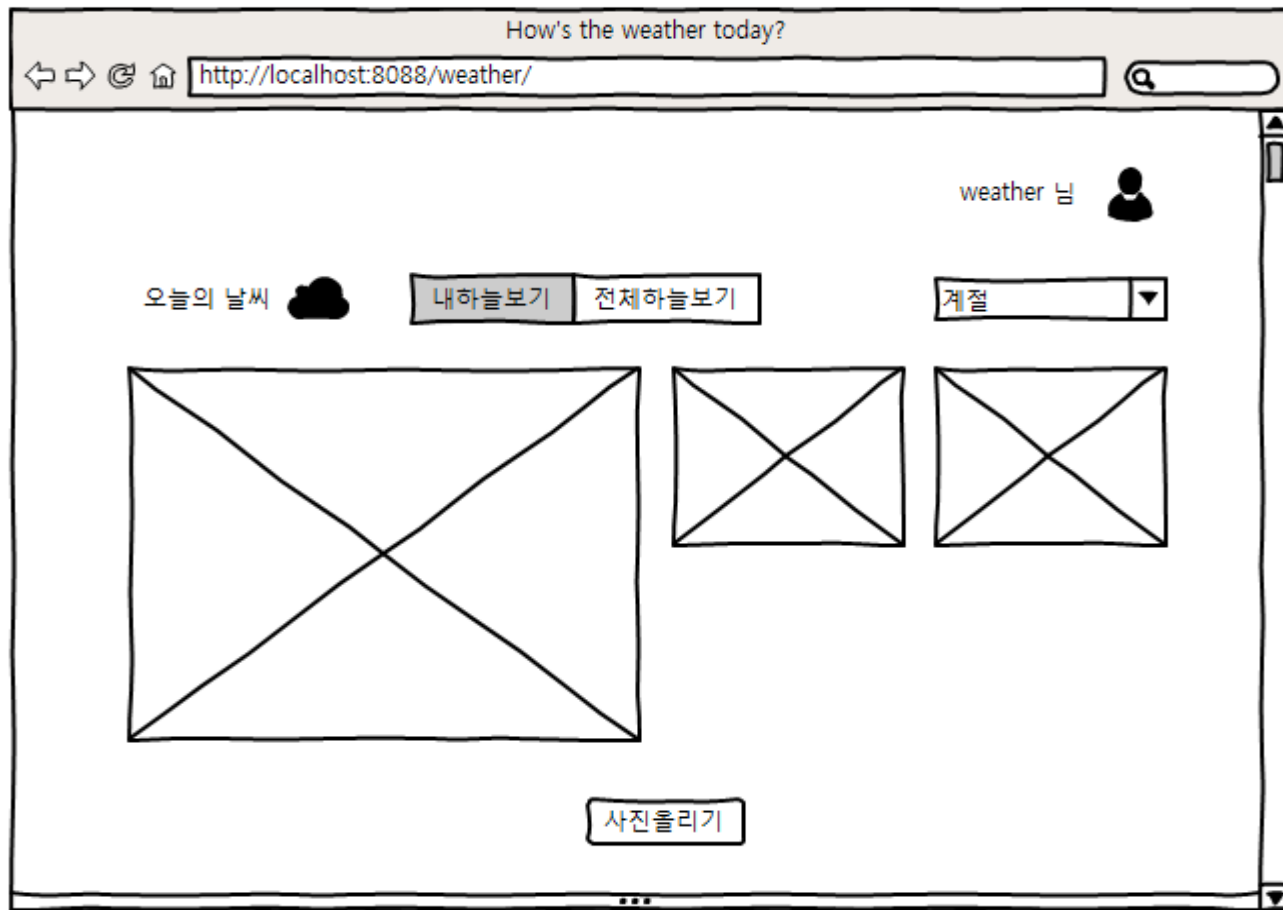 How's the weather today?
http://localhost:8088/weather/
weather 님
오늘의 날씨
내하늘보기
전체하늘보기
계절
사진올리기